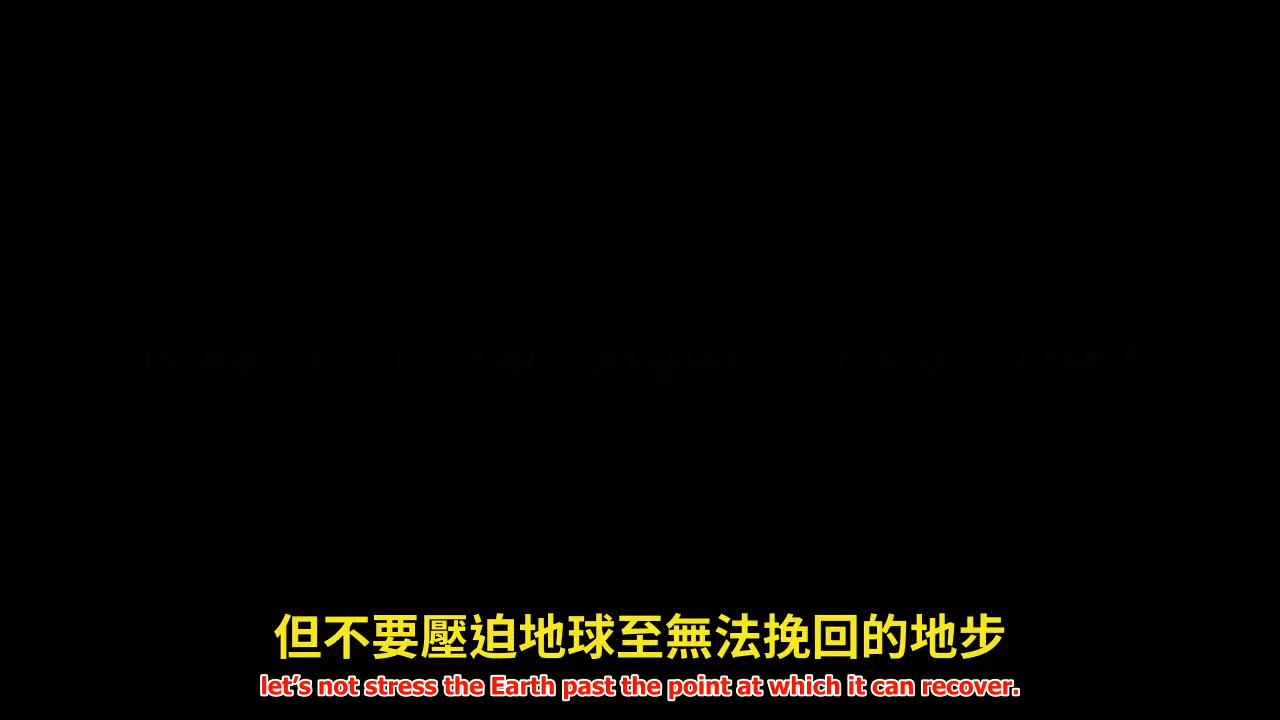 但不要壓迫地球至無法挽回的地步
let's not stress the Earth past the point at which it can recover.